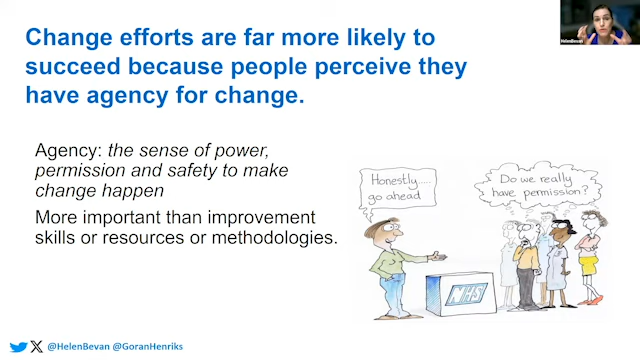 Change efforts are far more likely to
succeed because people perceive they
have agency for change.
HelenBevan
Agency: the sense of power,
permission and safety to make
change happen
More important than improvement
skills or resources or methodologies.
Honestly....
go ahead
Do we really
have permission?
NHS
@HelenBevan @GoranHenriks